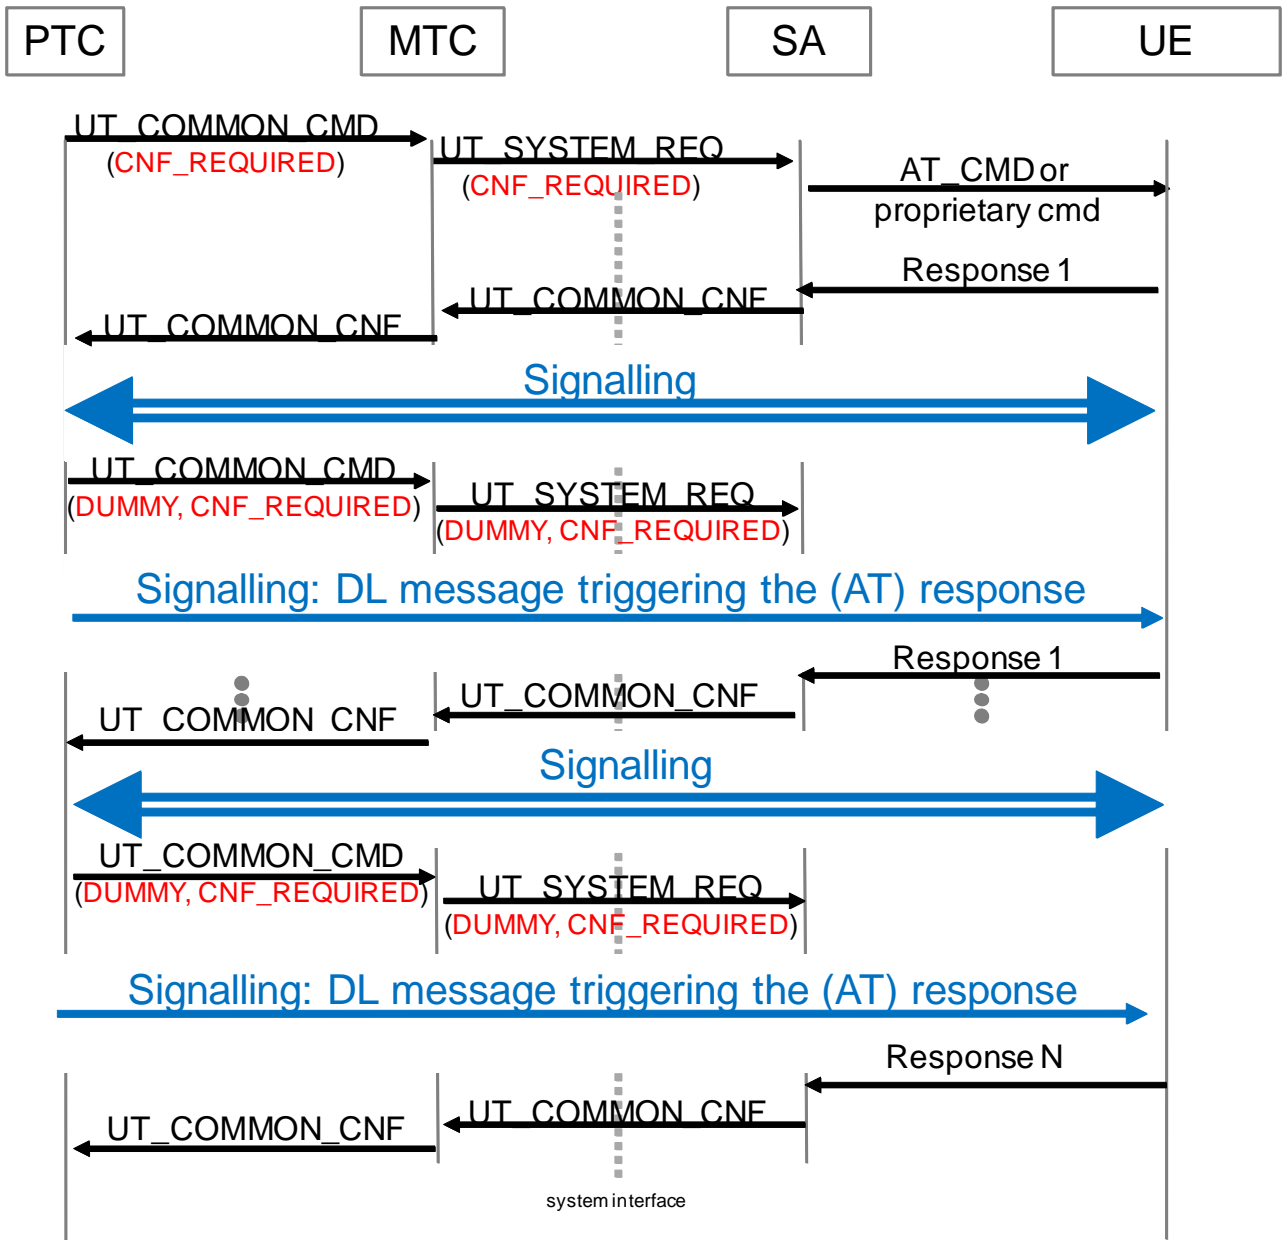 PTC MTC SA UE
UT_COMMON_CMD
(CNF_REQUIRED)
UT_SYSTEM_REQ
(CNF_REQUIRED)
AT_CMD or
proprietary cmd
Response 1
UT_COMMON_CNF
UT_COMMON_CNF
Signalling
UT_COMMON_CMD
(DUMMY, CNF_REQUIRED)
UT_SYSTEM_REQ
(DUMMY, CNF_REQUIRED)
Signalling: DL message triggering the (AT) response
Response 1
UT_COMMON_CNF
UT_COMMON_CNF
Signalling
UT_COMMON_CMD
(DUMMY, CNF_REQUIRED)
UT_SYSTEM_REQ
(DUMMY, CNF_REQUIRED)
Signalling: DL message triggering the (AT) response
Response N
UT_COMMON_CNF
UT_COMMON_CNF
system interface